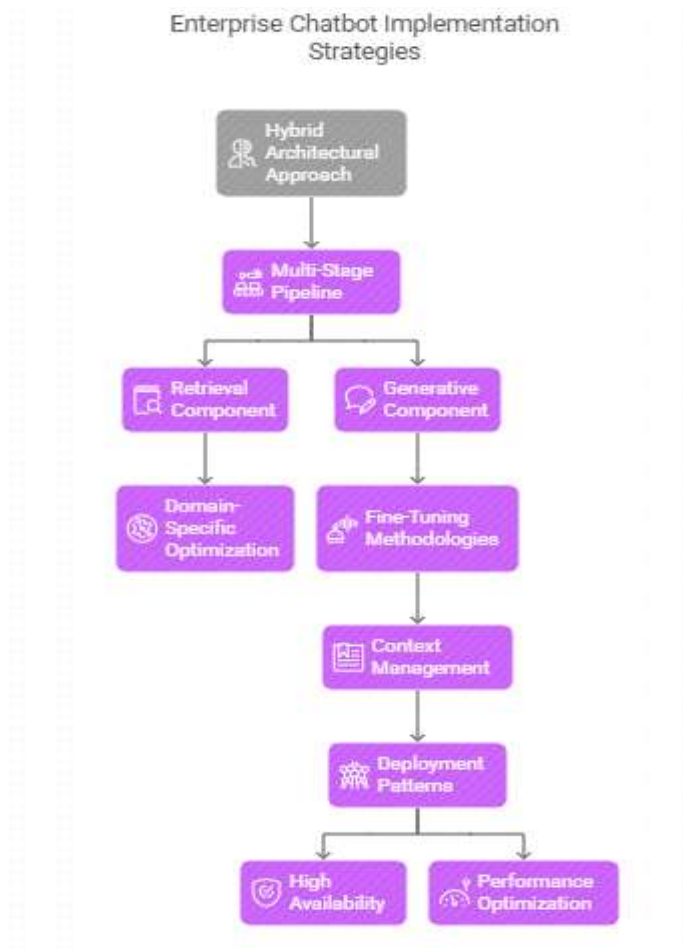 Enterprise Chatbot Implementation
Strategies
Hybrid
Architectural
Approach
Multi-Stage
Pipeline
Retrieval
Component
Generative
Component
Domain-
Specific
Optimization
Fine-Tuning
Methodologies
Context
Management
Deployment
Patterns
High
Availability
Performance
Optimization